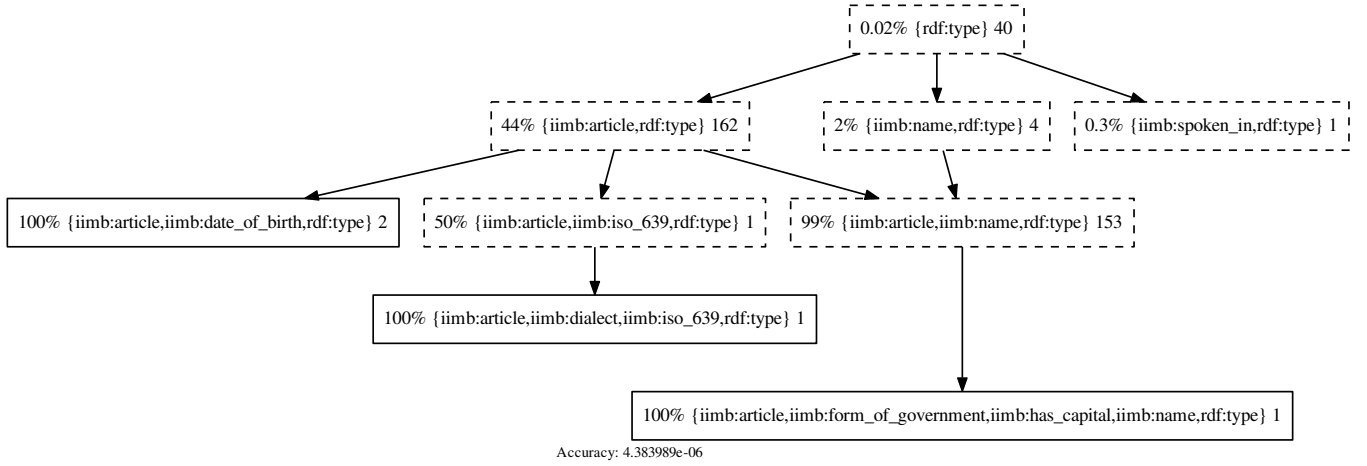 0.02% {rdf:type} 40
44% {iimb:article,rdf:type} 162
2% {iimb:name,rdf:type} 4
0.3% {iimb:spoken_in,rdf:type} 1
100% {iimb:article,iimb:date_of_birth,rdf:type} 2
50% {iimb:article,iimb:iso_639,rdf:type} 1
99% {iimb:article,iimb:name,rdf:type} 153
100% {iimb:article,iimb:dialect,iimb:iso_639,rdf:type} 1
100% {iimb:article,iimb:form_of_government,iimb:has_capital,iimb:name,rdf:type} 1
Accuracy: 4.383989e-06